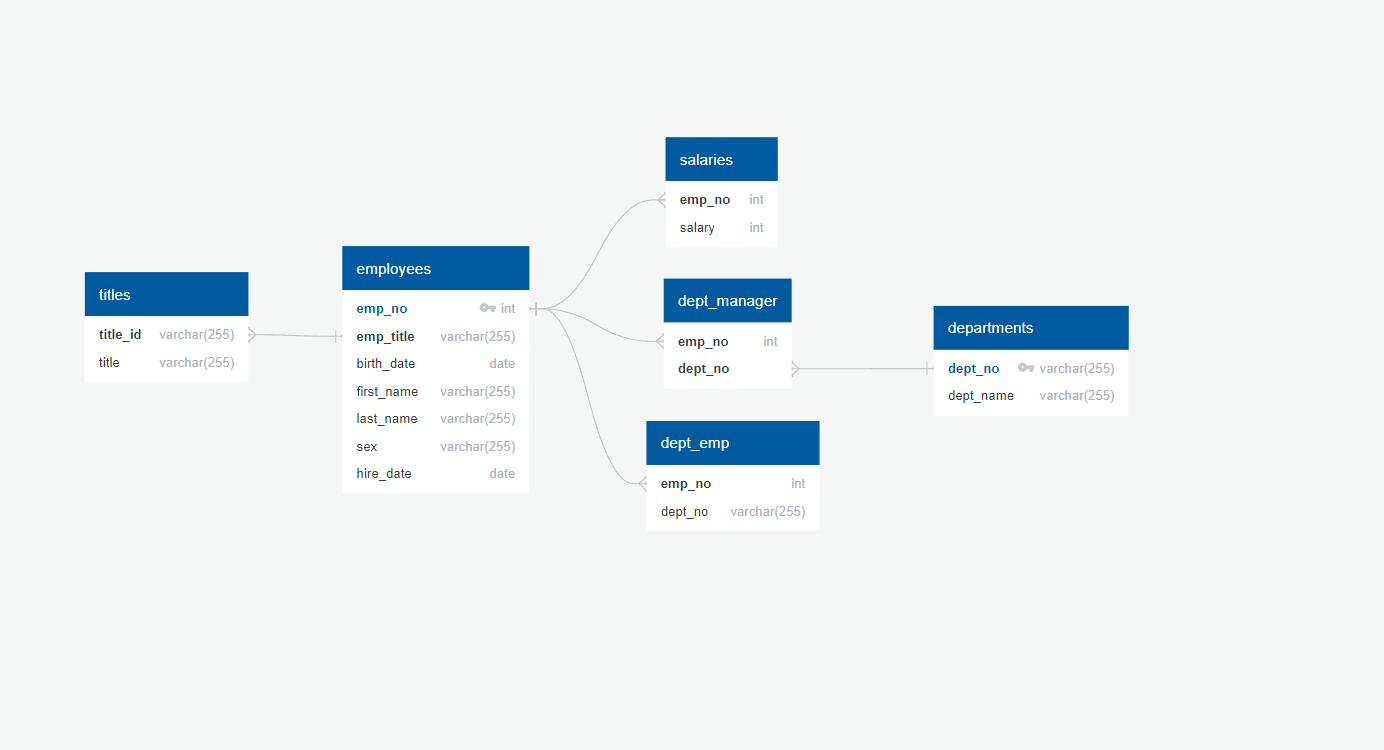 titles
title_id varchar(255)
title varchar(255)
employees
emp_no int
emp_title varchar(255)
birth_date date
first_name varchar(255)
last_name varchar(255)
sex varchar(255)
hire_date date
salaries
emp_no int
salary int
dept_manager
emp_no int
dept_no
dept_emp
emp_no int
dept_no varchar(255)
departments
dept_no varchar(255)
dept_name varchar(255)